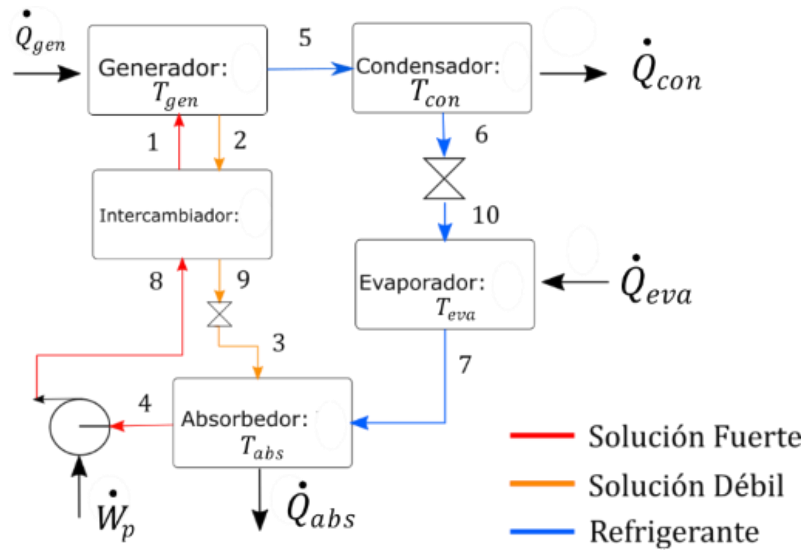 Q̇gen
Generador:
Tgen
5
Condensador:
Tcon
Q̇con
1
2
6
Intercambiador:
10
8
9
Evaporador:
Teva
Q̇eva
3
7
4
Absorbedor:
Tabs
Ẇp
Q̇abs
Solución Fuerte
Solución Débil
Refrigerante